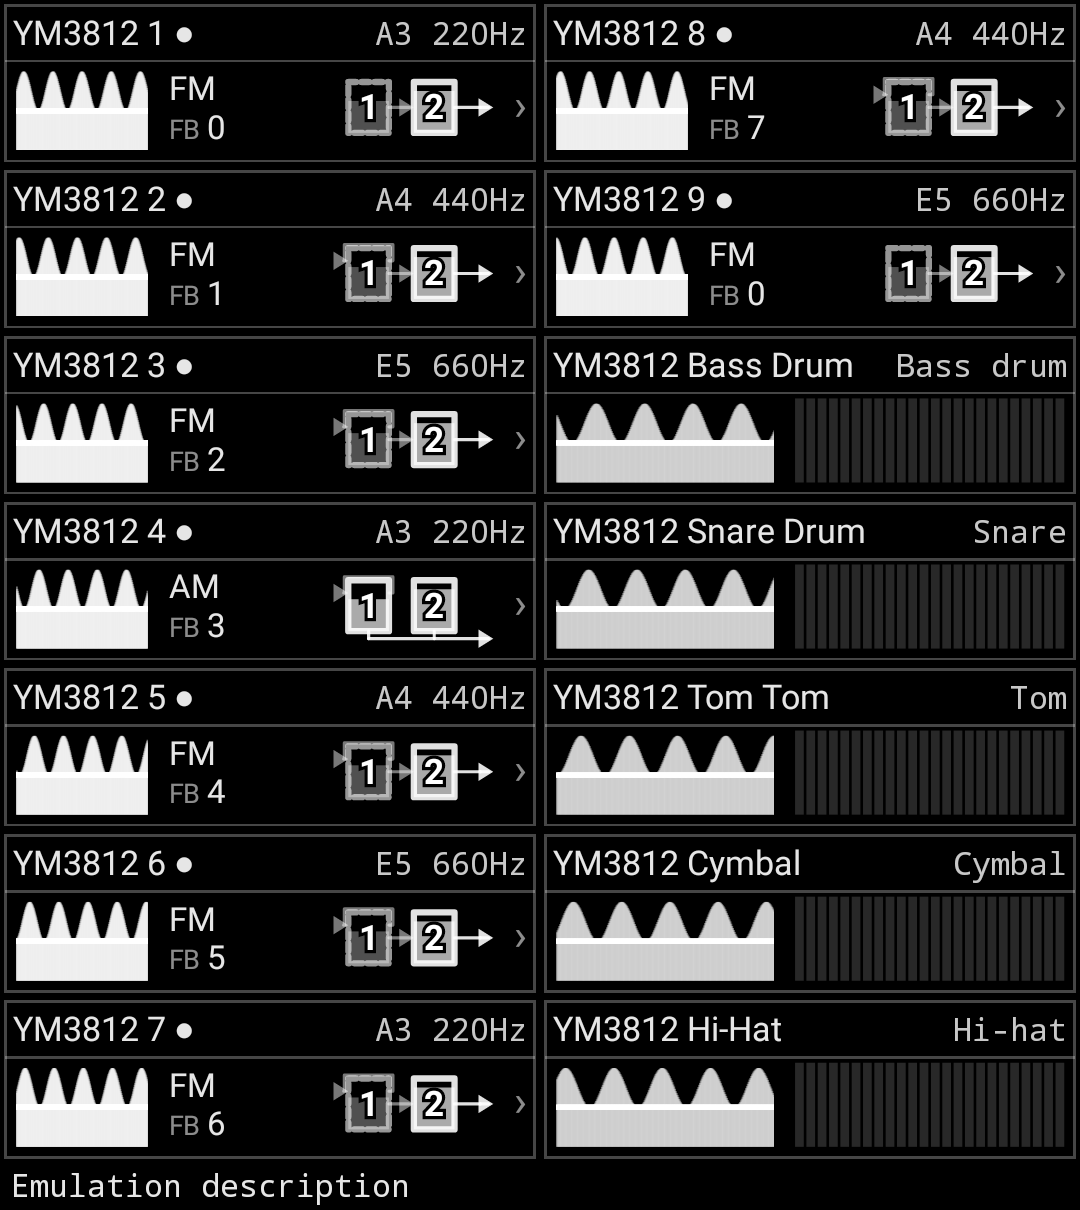 YM3812 1 ● A3 220Hz
FM
FB 0
1 2
YM3812 2 ● A4 440Hz
FM
FB 1
1 2
YM3812 3 ● E5 660Hz
FM
FB 2
1 2
YM3812 4 ● A3 220Hz
AM
FB 3
1 2
YM3812 5 ● A4 440Hz
FM
FB 4
1 2
YM3812 6 ● E5 660Hz
FM
FB 5
1 2
YM3812 7 ● A3 220Hz
FM
FB 6
1 2
YM3812 8 ● A4 440Hz
FM
FB 7
1 2
YM3812 9 ● E5 660Hz
FM
FB 0
1 2
YM3812 Bass Drum Bass drum
YM3812 Snare Drum Snare
YM3812 Tom Tom Tom
YM3812 Cymbal Cymbal
YM3812 Hi-Hat Hi-hat
Emulation description